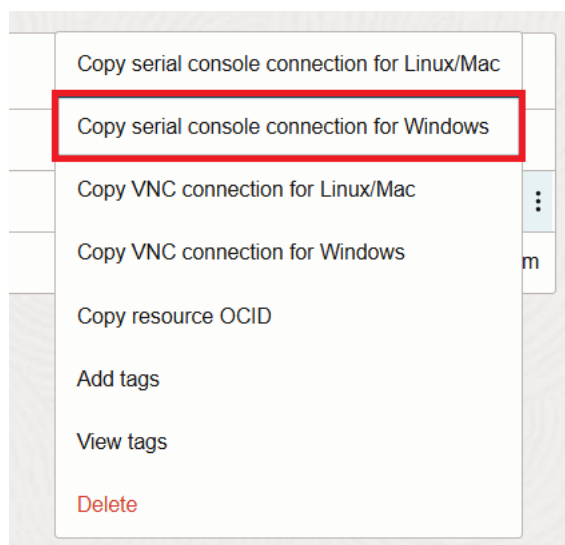 Copy serial console connection for Linux/Mac
Copy serial console connection for Windows
Copy VNC connection for Linux/Mac
Copy VNC connection for Windows
m
Copy resource OCID
Add tags
View tags
Delete